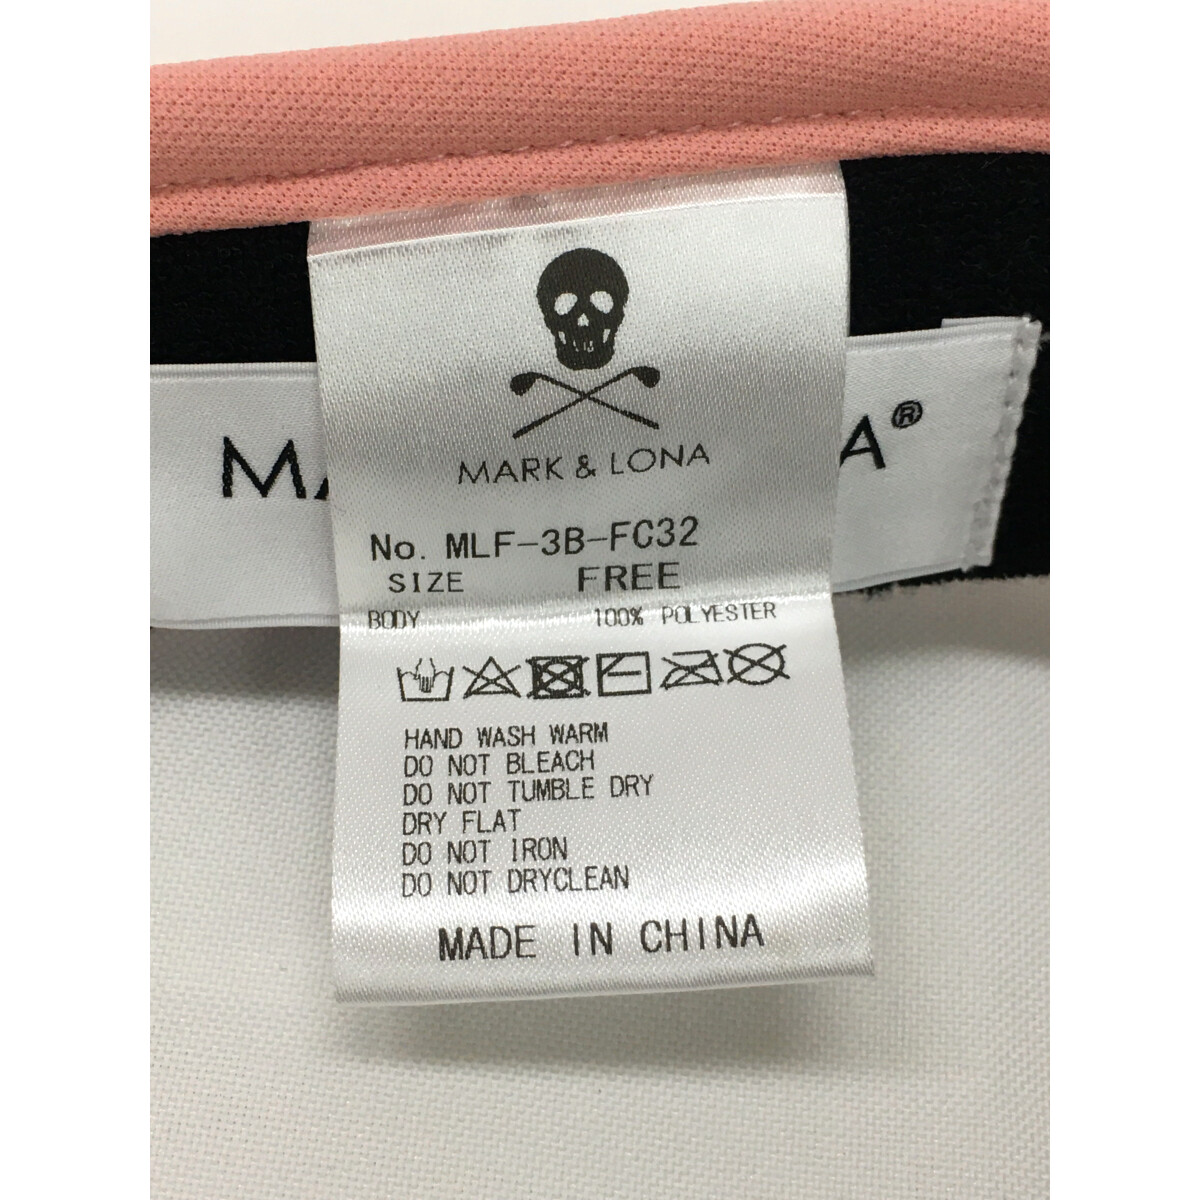 MARK & LONA
MA
A®
No. MLF-3B-FC32
SIZE FREE
BODY 100% POLYESTER
HAND WASH WARM
DO NOT BLEACH
DO NOT TUMBLE DRY
DRY FLAT
DO NOT IRON
DO NOT DRYCLEAN
MADE IN CHINA